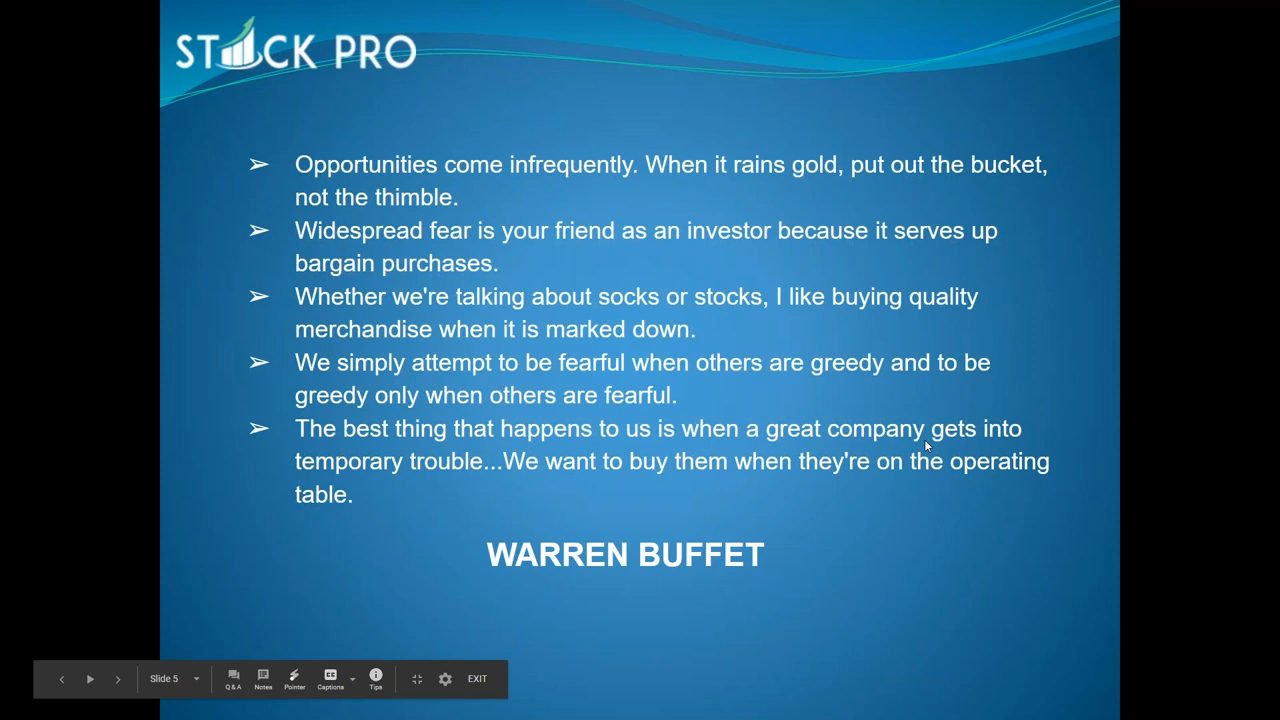 STOCK PRO
➢ Opportunities come infrequently. When it rains gold, put out the bucket,
not the thimble.
➢ Widespread fear is your friend as an investor because it serves up
bargain purchases.
➢ Whether we're talking about socks or stocks, I like buying quality
merchandise when it is marked down.
➢ We simply attempt to be fearful when others are greedy and to be
greedy only when others are fearful.
➢ The best thing that happens to us is when a great company gets into
temporary trouble...We want to buy them when they're on the operating
table.
WARREN BUFFET
Slide 5 Q & A Notes Pointer Captions Tips EXIT